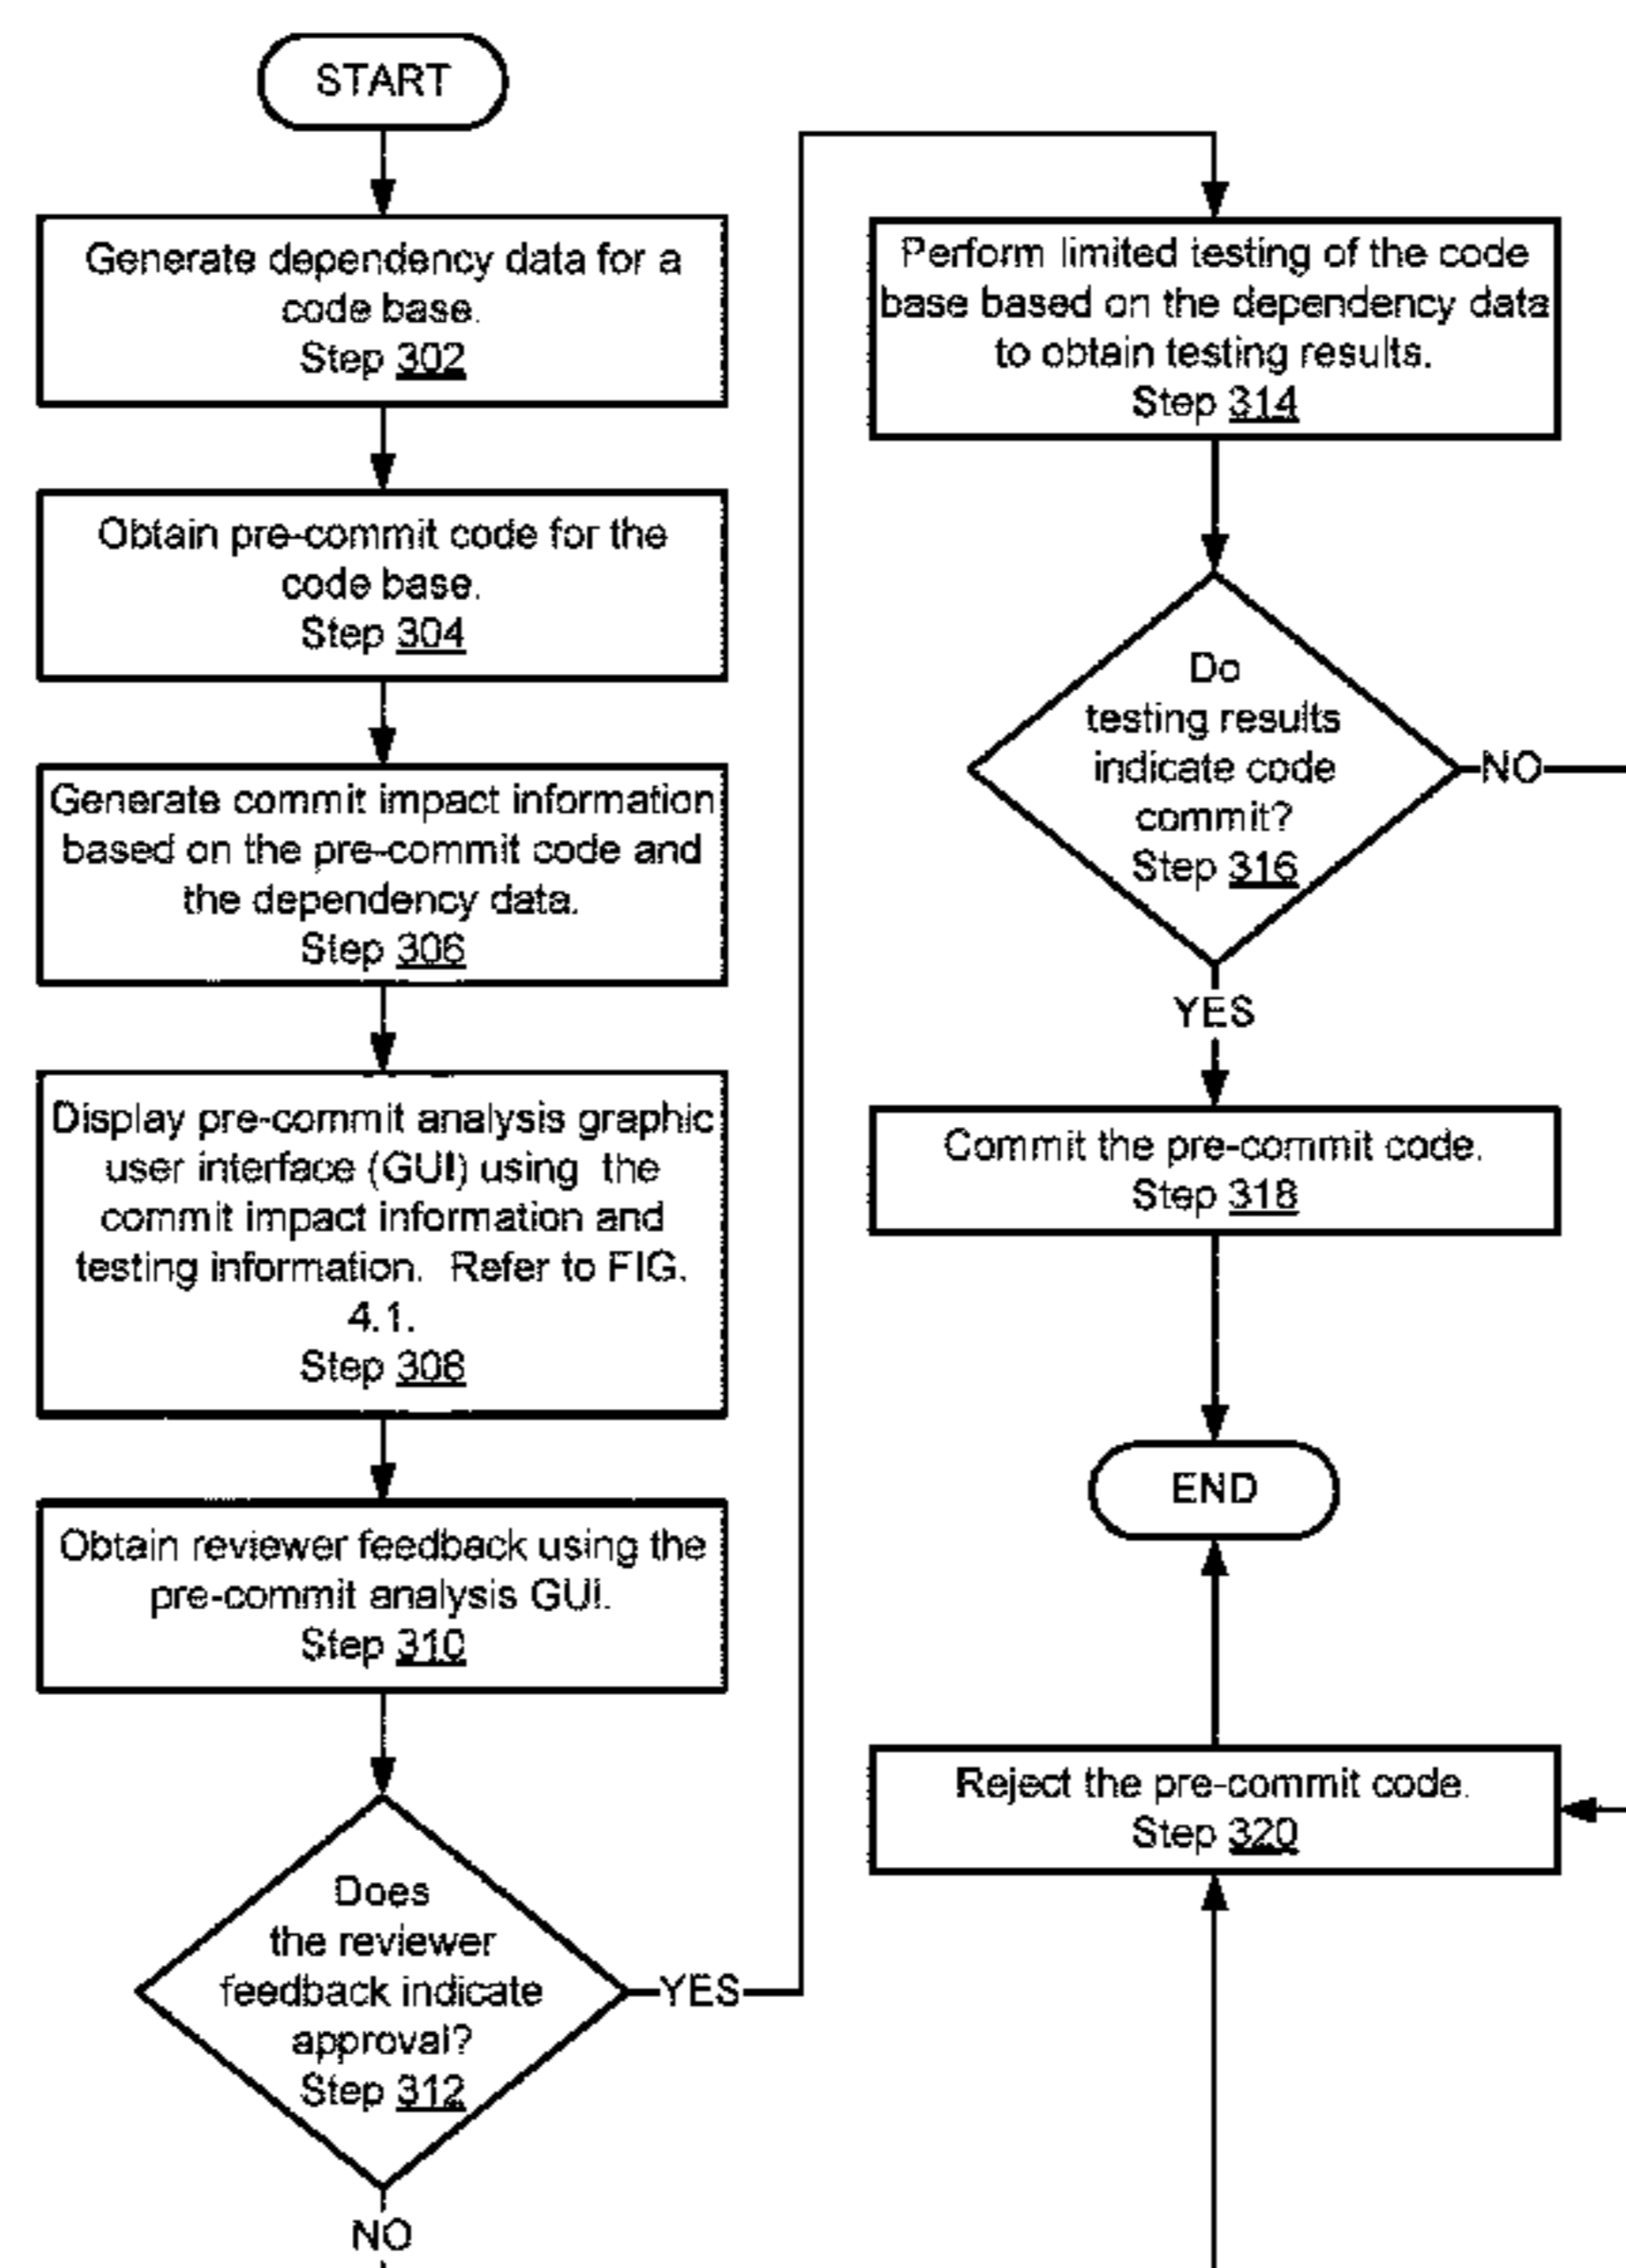 START
Generate dependency data for a
code base.
Step 302
Obtain pre-commit code for the
code base.
Step 304
Generate commit impact information
based on the pre-commit code and
the dependency data.
Step 306
Display pre-commit analysis graphic
user interface (GUI) using the
commit impact information and
testing information. Refer to FIG.
4.1.
Step 308
Obtain reviewer feedback using the
pre-commit analysis GUI.
Step 310
Does
the reviewer
feedback indicate
approval?
Step 312
YES
NO
Perform limited testing of the code
base based on the dependency data
to obtain testing results.
Step 314
Do
testing results
indicate code
commit?
Step 316
NO
YES
Commit the pre-commit code.
Step 318
END
Reject the pre-commit code.
Step 320